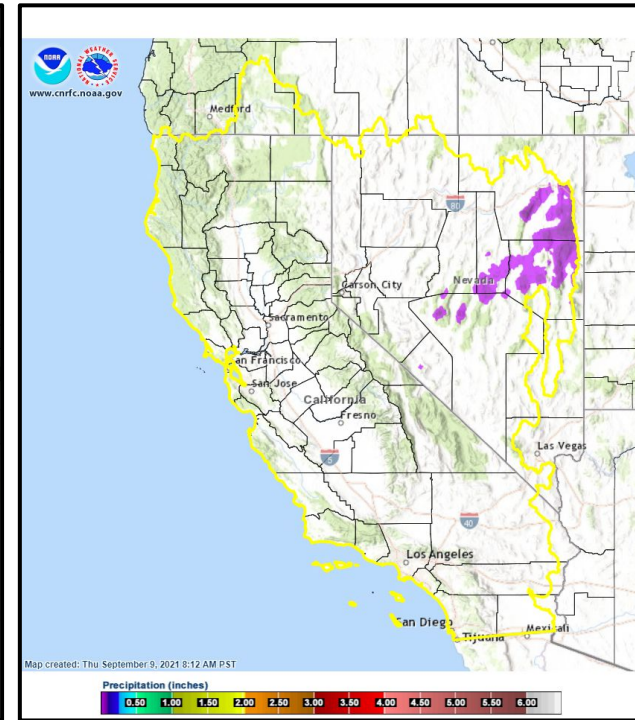 NOAA
www.cnrfc.noaa.gov
Medford
80
Nevada
Carson City
Sacramento
San Francisco
San Jose
California
Fresno
5
Las Vegas
40
Los Angeles
San Diego
Tijuana
Mexicali
Map created: Thu September 9, 2021 8:12 AM PST
Precipitation (inches)
0.50 1.00 1.50 2.00 2.50 3.00 3.50 4.00 4.50 5.00 5.50 6.00